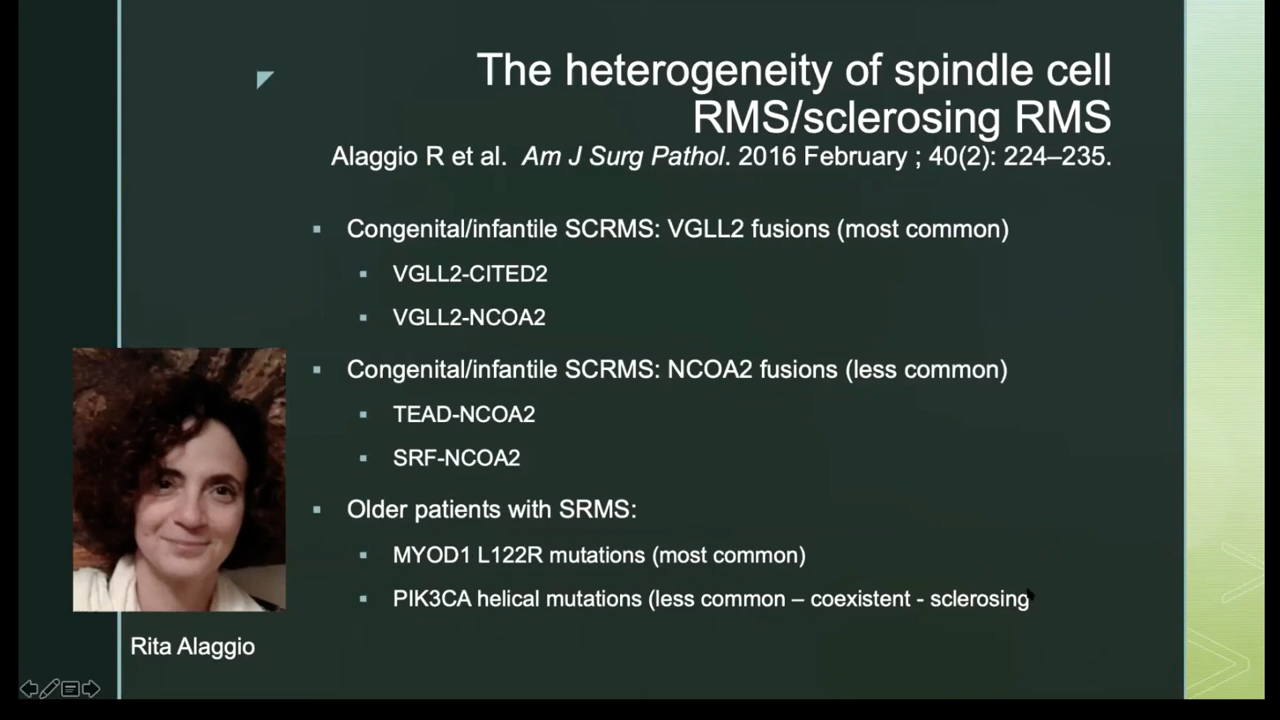 The heterogeneity of spindle cell
RMS/sclerosing RMS
Alaggio R et al. Am J Surg Pathol. 2016 February ; 40(2): 224–235.
Congenital/infantile SCRMS: VGLL2 fusions (most common)
VGLL2-CITED2
VGLL2-NCOA2
Congenital/infantile SCRMS: NCOA2 fusions (less common)
TEAD-NCOA2
SRF-NCOA2
Older patients with SRMS:
MYOD1 L122R mutations (most common)
PIK3CA helical mutations (less common – coexistent - sclerosing
Rita Alaggio